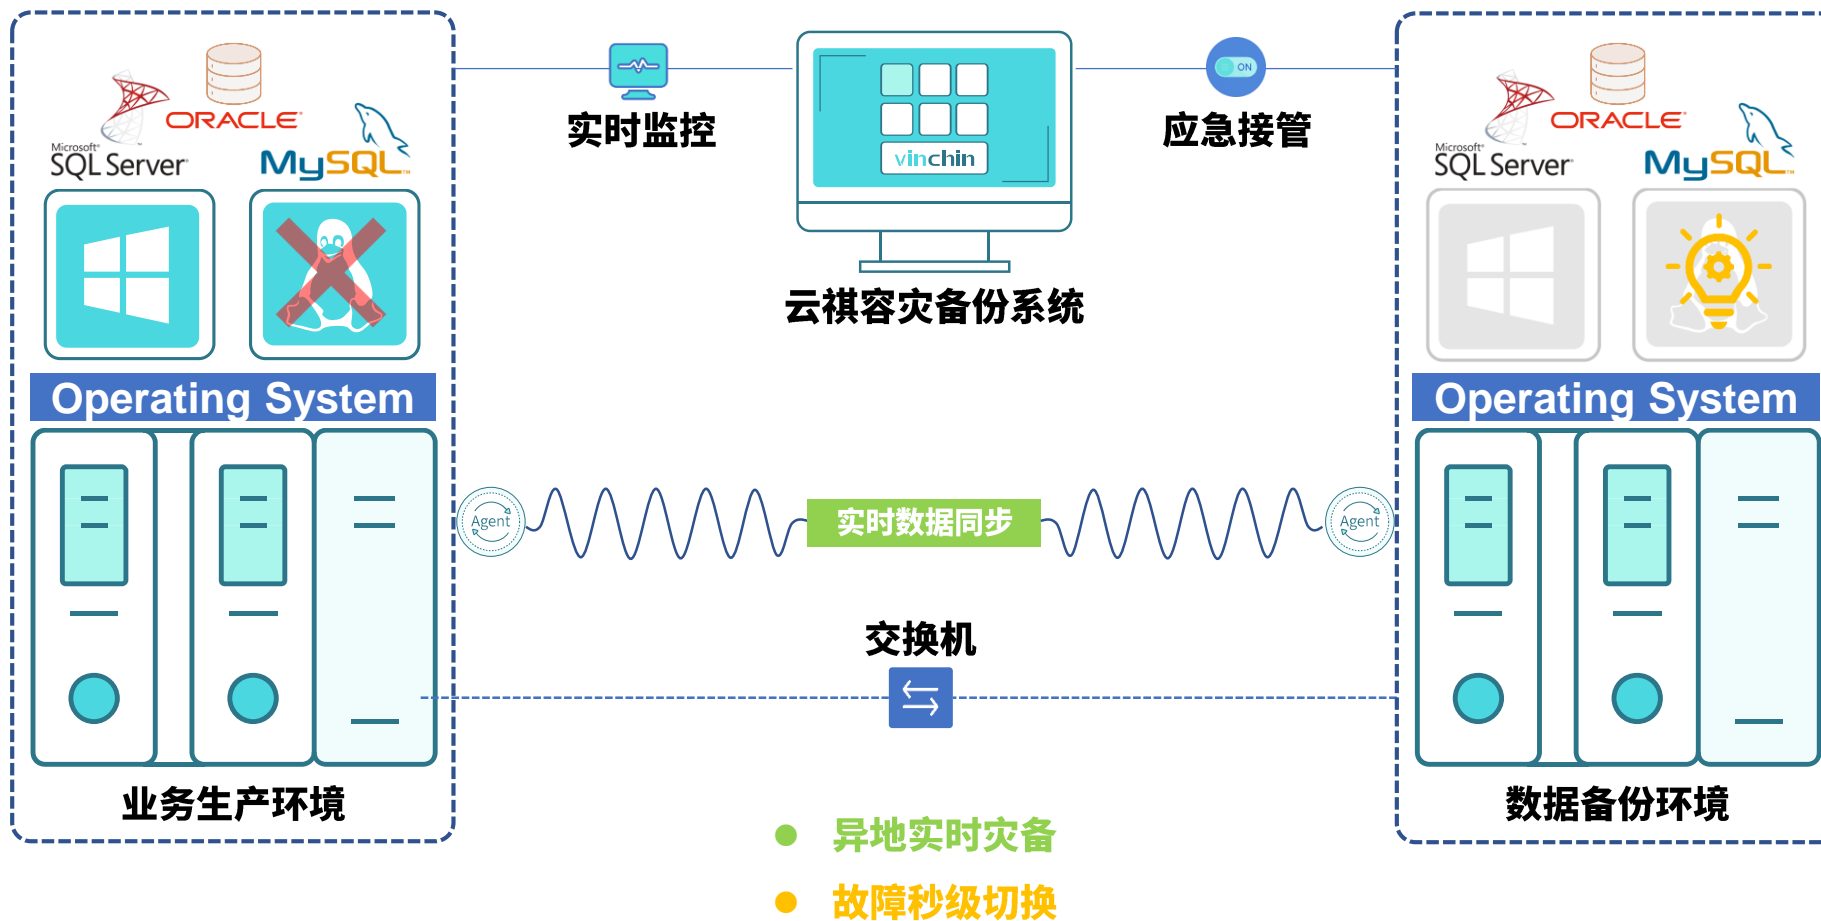 ORACLE
Microsoft®
SQL Server
MySQL™
Operating System
业务生产环境
实时监控
vinchin
云祺容灾备份系统
ON
应急接管
Agent
实时数据同步
Agent
交换机
异地实时灾备
故障秒级切换
ORACLE
Microsoft®
SQL Server
MySQL™
Operating System
数据备份环境